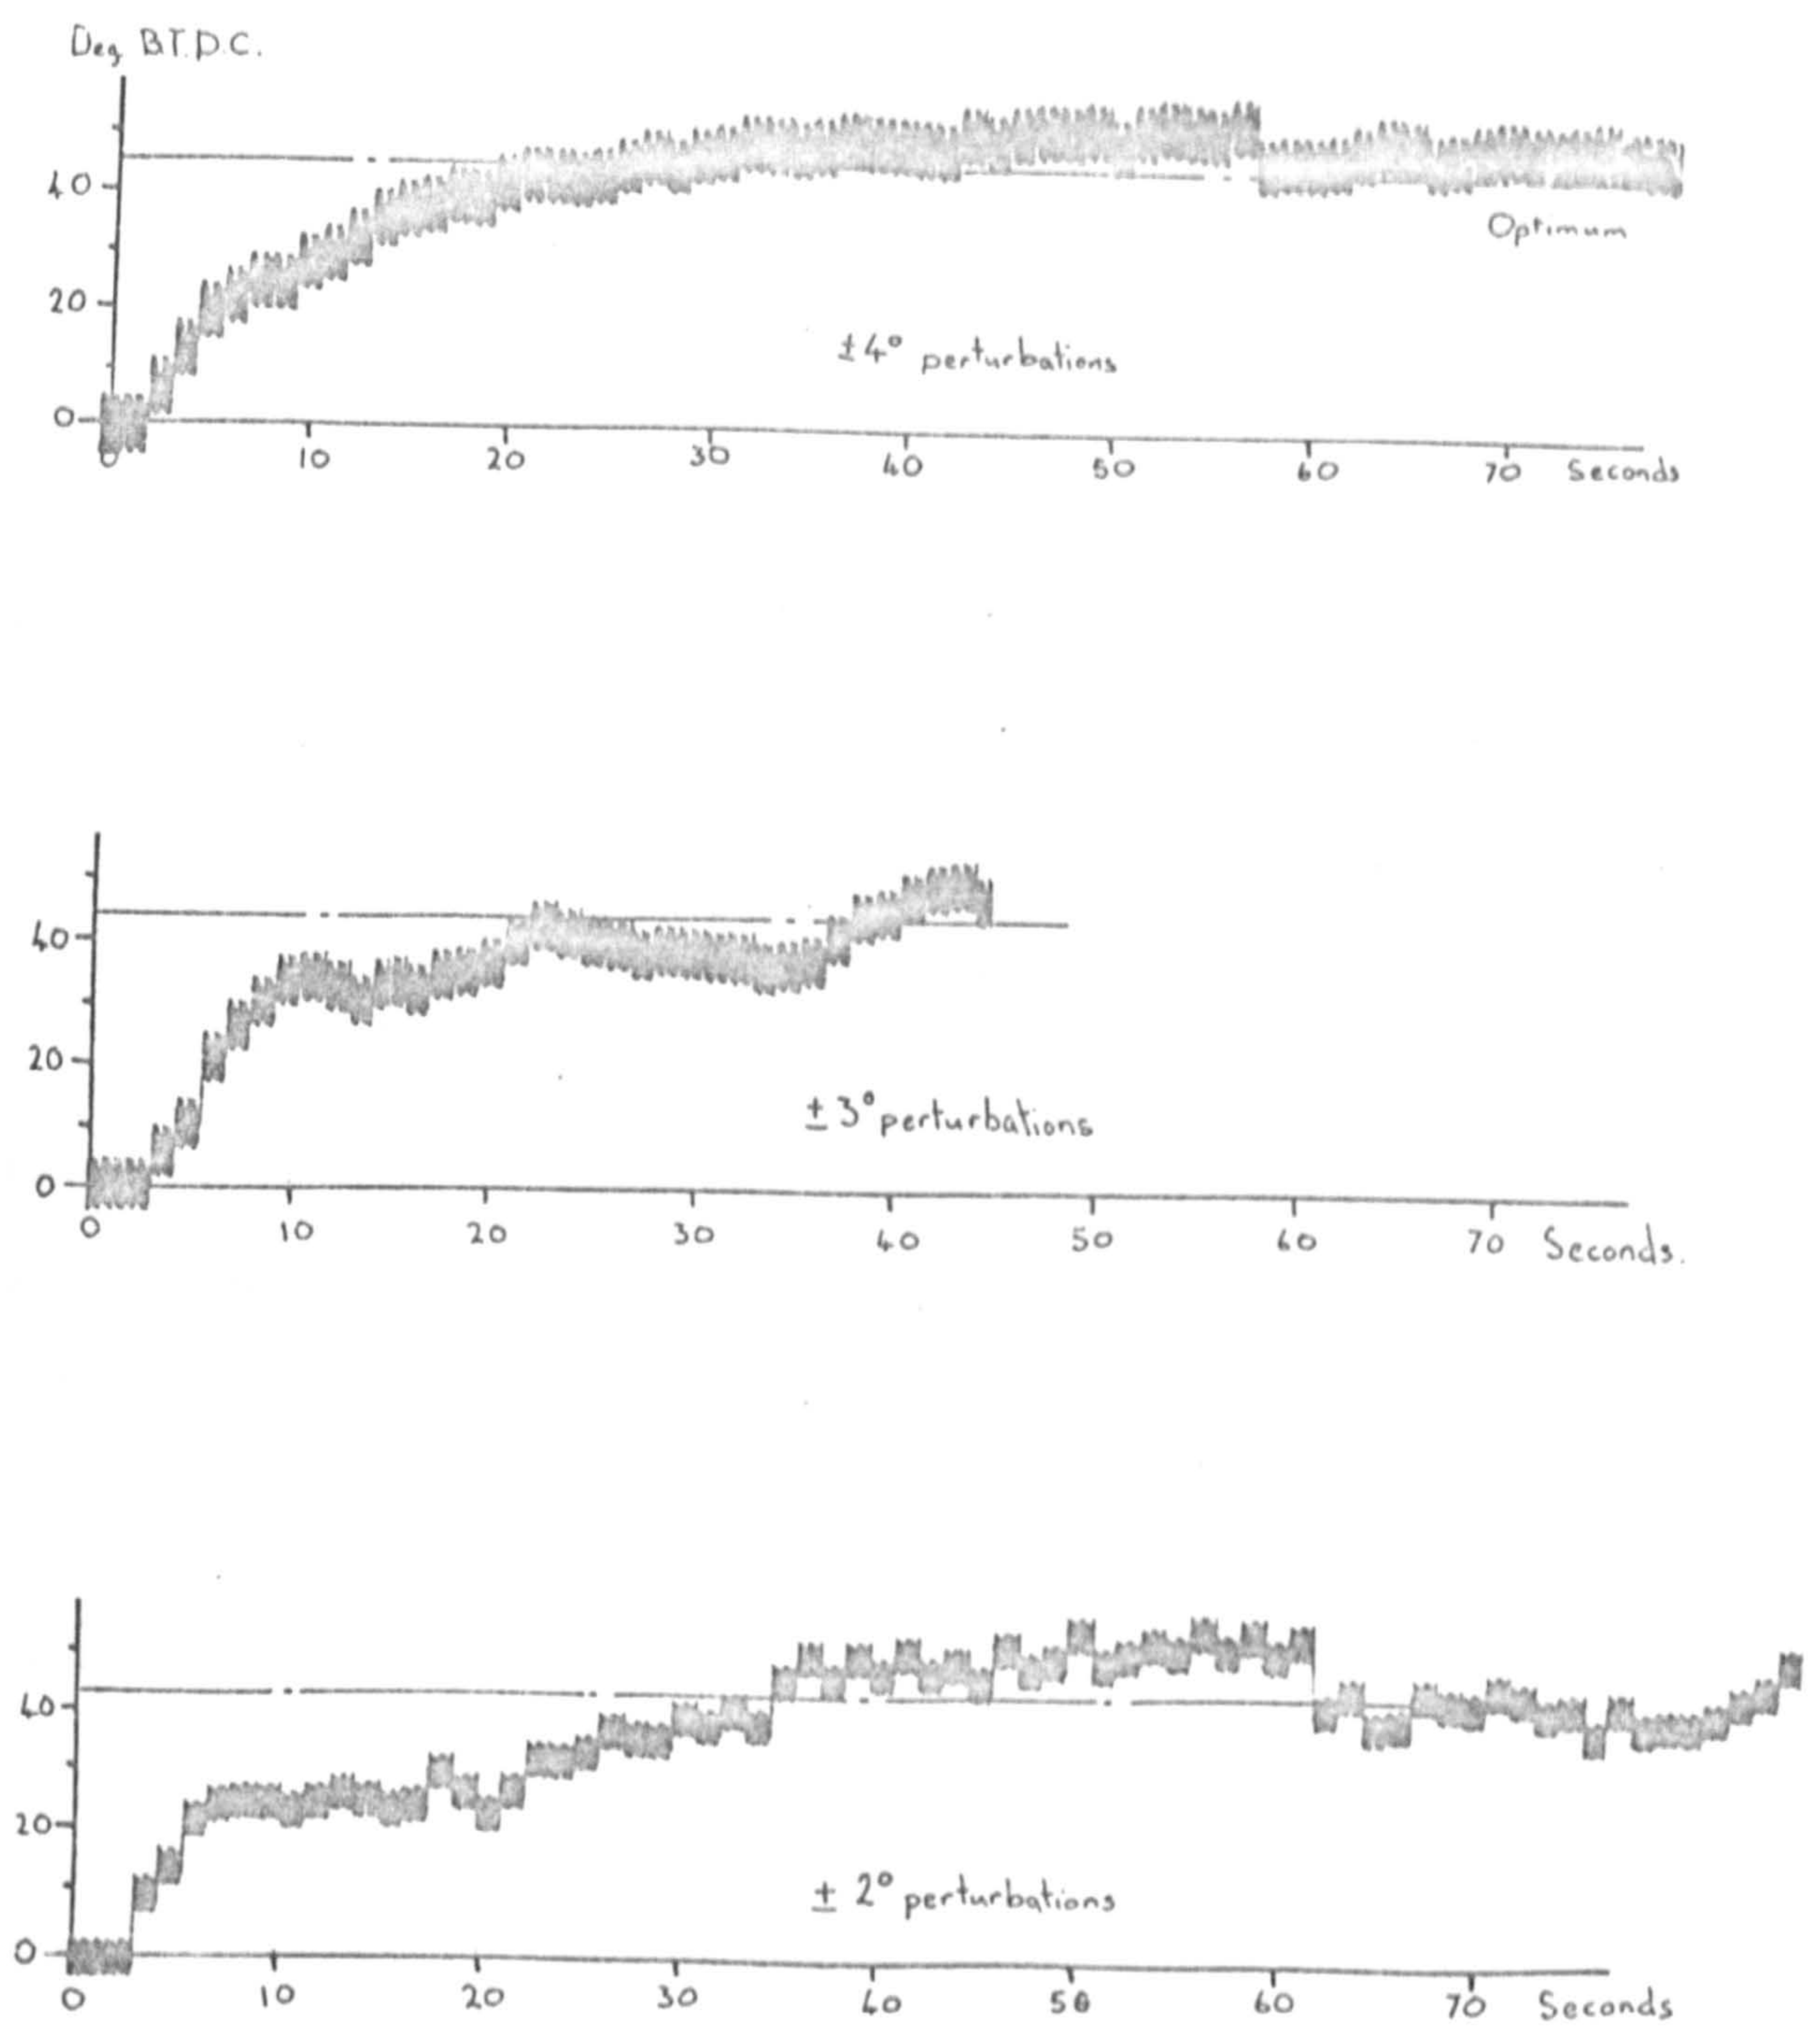 Deg B.T.D.C.
40
Optimum
20
±4° perturbations
0
0 10 20 30 40 50 60 70 Seconds
40
20
± 3° perturbations
0
0 10 20 30 40 50 60 70 Seconds.
40
20
± 2° perturbations
0
0 10 20 30 40 50 60 70 Seconds